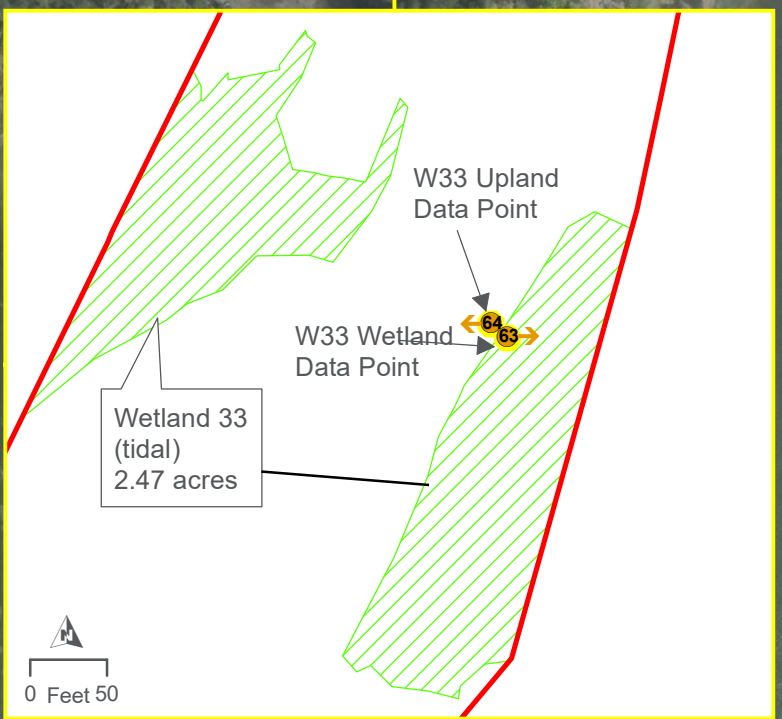 W33 Upland
Data Point
64
63
W33 Wetland
Data Point
Wetland 33
(tidal)
2.47 acres
N
0 Feet 50